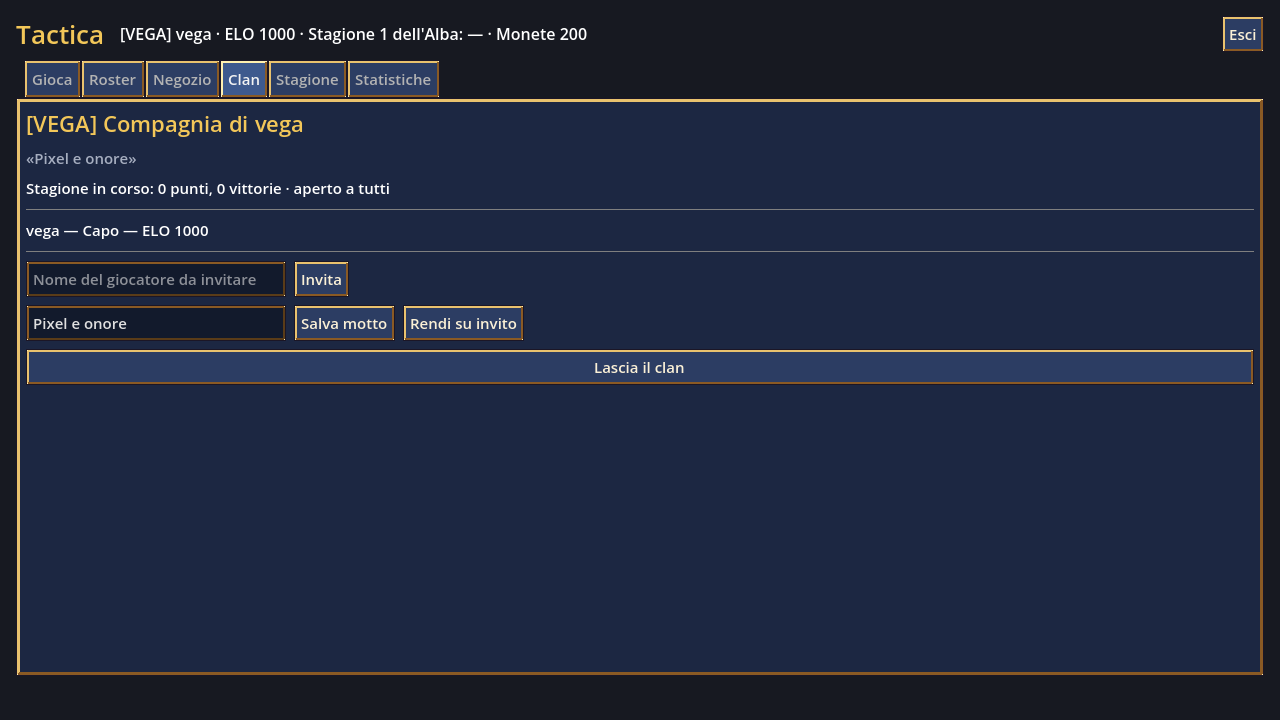 Tactica [VEGA] vega · ELO 1000 · Stagione 1 dell'Alba: — · Monete 200 Esci
Gioca Roster Negozio Clan Stagione Statistiche
[VEGA] Compagnia di vega
«Pixel e onore»
Stagione in corso: 0 punti, 0 vittorie · aperto a tutti
vega — Capo — ELO 1000
Nome del giocatore da invitare Invita
Pixel e onore Salva motto Rendi su invito
Lascia il clan